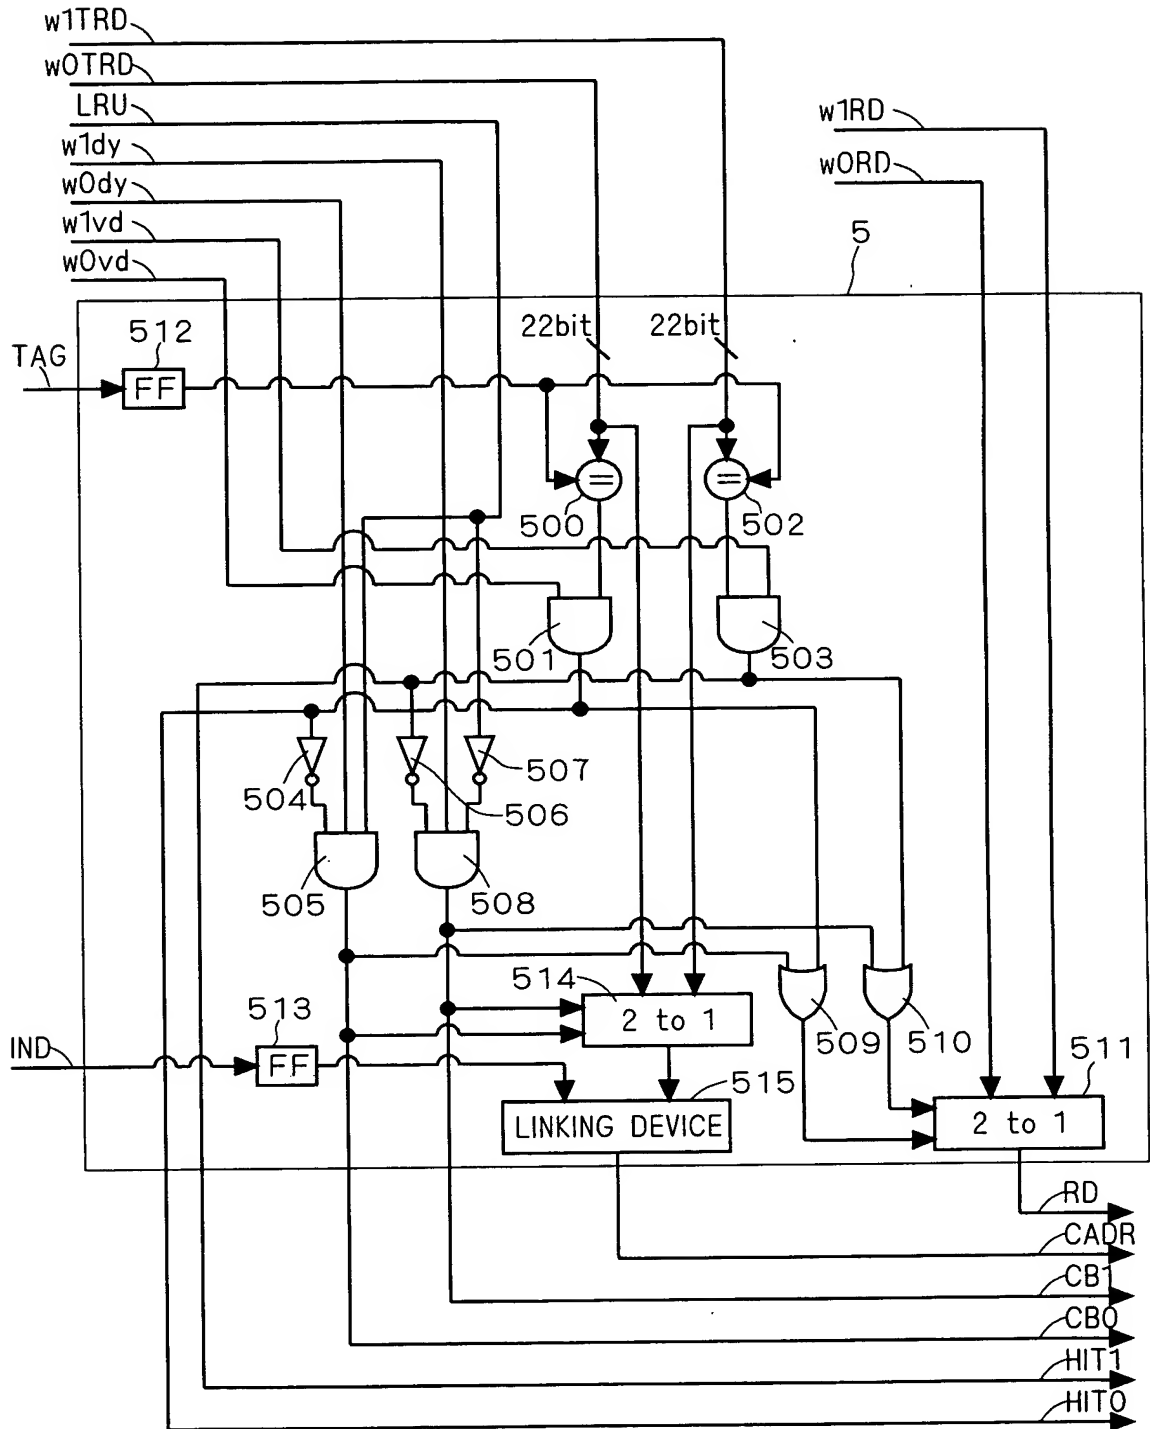 w1TRD
w0TRD
LRU
w1dy
w0dy
w1vd
w0vd
w1RD
w0RD
5
22bit
22bit
TAG
512
FF
500
502
501
503
504
506
507
505
508
514
2 to 1
509
510
511
2 to 1
IND
513
FF
515
LINKING DEVICE
RD
CADR
CB1
CB0
HIT1
HIT0